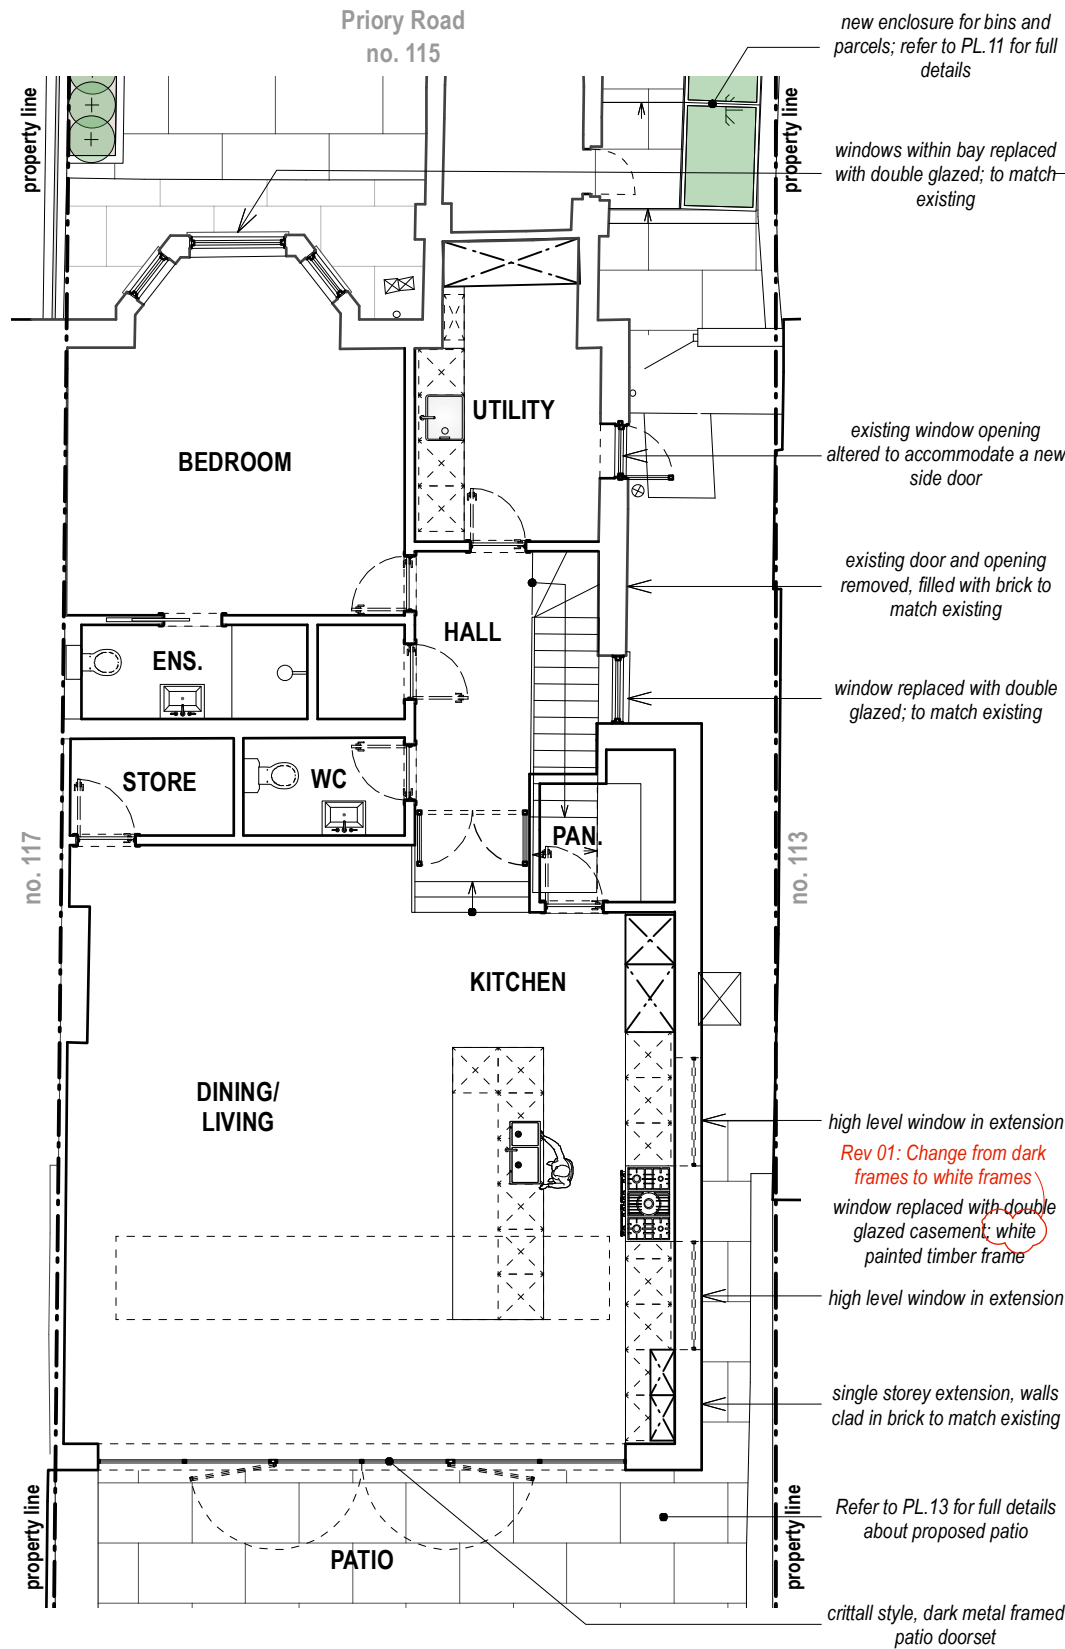 Priory Road
no. 115
new enclosure for bins and
parcels; refer to PL.11 for full
details
property line
property line
windows within bay replaced
with double glazed; to match
existing
UTILITY
BEDROOM
existing window opening
altered to accommodate a new
side door
existing door and opening
removed, filled with brick to
match existing
HALL
ENS.
window replaced with double
glazed; to match existing
STORE
WC
PAN.
no. 117
no. 113
KITCHEN
DINING/
LIVING
high level window in extension
Rev 01: Change from dark
frames to white frames
window replaced with double
glazed casement; white
painted timber frame
high level window in extension
single storey extension, walls
clad in brick to match existing
property line
property line
Refer to PL.13 for full details
about proposed patio
PATIO
crittall style, dark metal framed
patio doorset